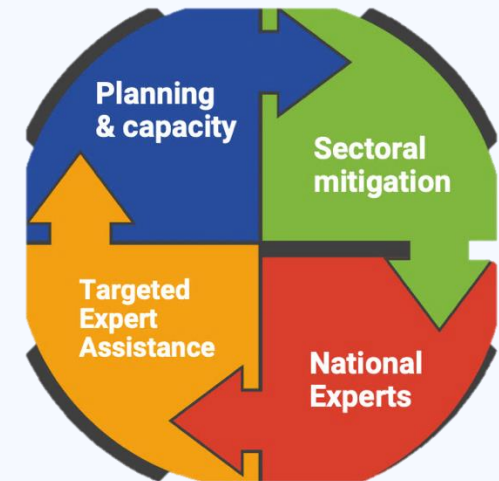 Planning
& capacity
Sectoral
mitigation
National
Experts
Targeted
Expert
Assistance